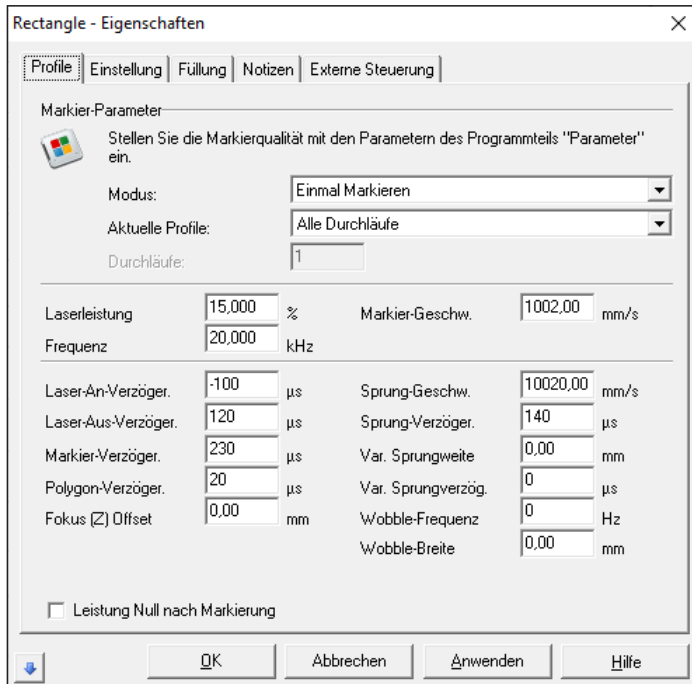 Rectangle - Eigenschaften
Profile Einstellung Füllung Notizen Externe Steuerung
Markier-Parameter
Stellen Sie die Markierqualität mit den Parametern des Programmteils "Parameter"
ein.
Modus: Einmal Markieren
Aktuelle Profile: Alle Durchläufe
Durchläufe: 1
Laserleistung 15,000 % Markier-Geschw. 1002,00 mm/s
Frequenz 20,000 kHz
Laser-An-Verzöger. -100 µs Sprung-Geschw. 10020,00 mm/s
Laser-Aus-Verzöger. 120 µs Sprung-Verzöger. 140 µs
Markier-Verzöger. 230 µs Var. Sprungweite 0,00 mm
Polygon-Verzöger. 20 µs Var. Sprungverzög. 0 µs
Fokus (Z) Offset 0,00 mm Wobble-Frequenz 0 Hz
Wobble-Breite 0,00 mm
Leistung Null nach Markierung
OK Abbrechen Anwenden Hilfe